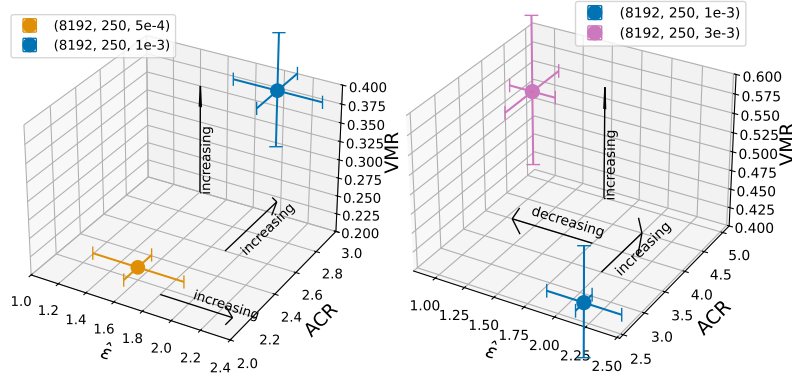 (8192, 250, 5e-4)
(8192, 250, 1e-3)
increasing
increasing
increasing
0.400
0.375
0.350
0.325
0.300
0.275
0.250
0.225
0.200
VMR
1.0
1.2
1.4
1.6
1.8
2.0
2.2
2.4
ε̂
2.0
2.2
2.4
2.6
2.8
3.0
ACR
(8192, 250, 1e-3)
(8192, 250, 3e-3)
increasing
decreasing
increasing
0.600
0.575
0.550
0.525
0.500
0.475
0.450
0.425
0.400
VMR
1.00
1.25
1.50
1.75
2.00
2.25
2.50
ε̂
2.5
3.0
3.5
4.0
4.5
5.0
ACR